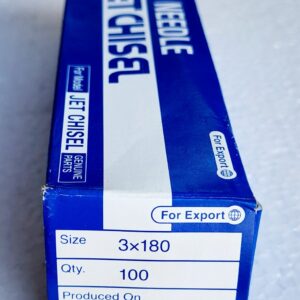 NEEDLE
JET CHISEL
For Model
JET CHISEL
GENUINE
PARTS
For Export
For Export
Size 3×180
Qty. 100
Produced On